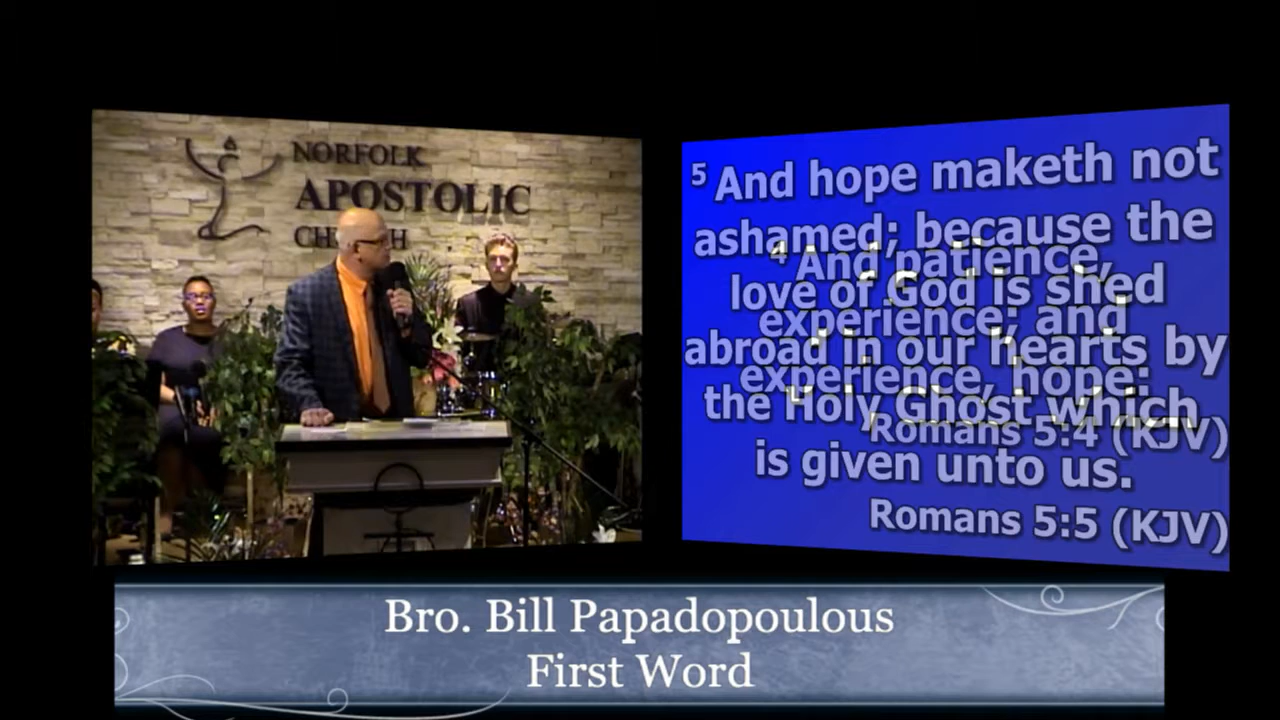 NORFOLK
APOSTOLIC
CH H
5 And hope maketh not
ashamed; because the
love of God is shed
abroad in our hearts by
the Holy Ghost which
is given unto us.
Romans 5:5 (KJV)
4 And patience,
experience; and
experience, hope:
Romans 5:4 (KJV)
Bro. Bill Papadopoulous
First Word